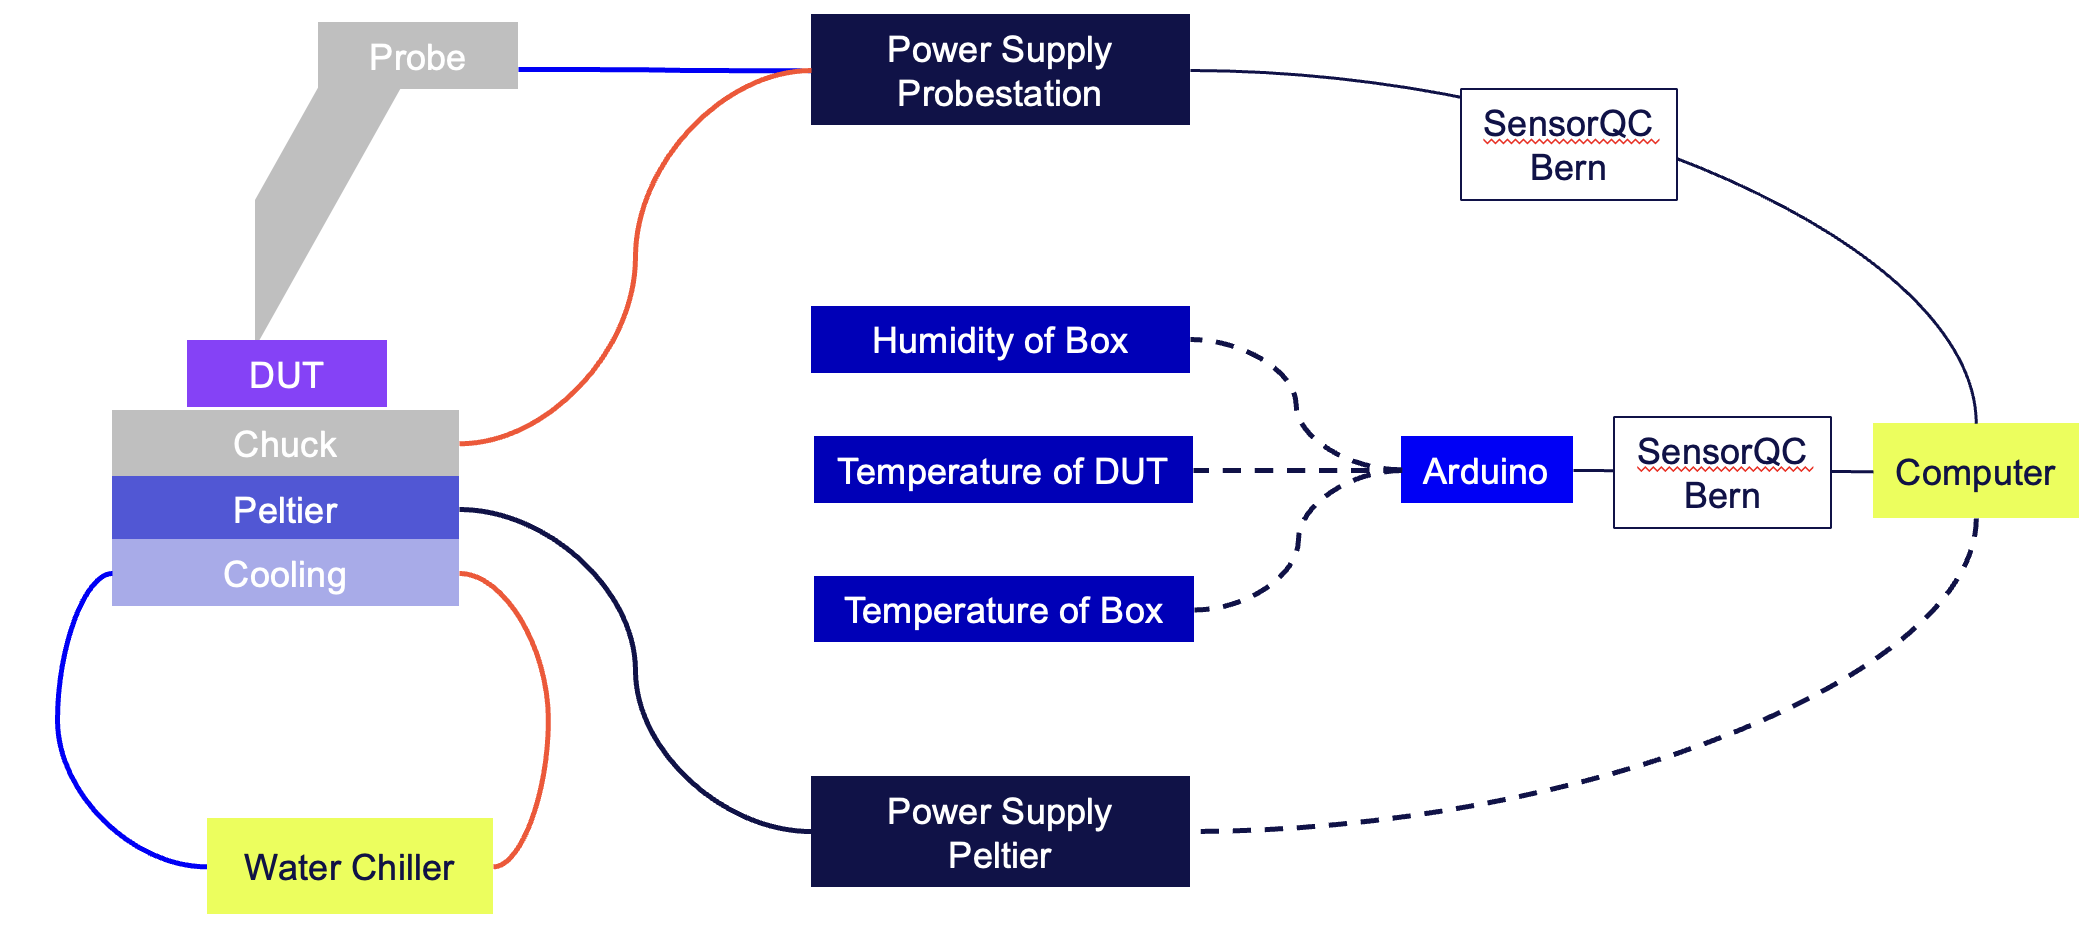 Probe
Power Supply
Probestation
SensorQC
Bern
Humidity of Box
DUT
Chuck
Temperature of DUT
Arduino
SensorQC
Bern
Computer
Peltier
Cooling
Temperature of Box
Power Supply
Peltier
Water Chiller